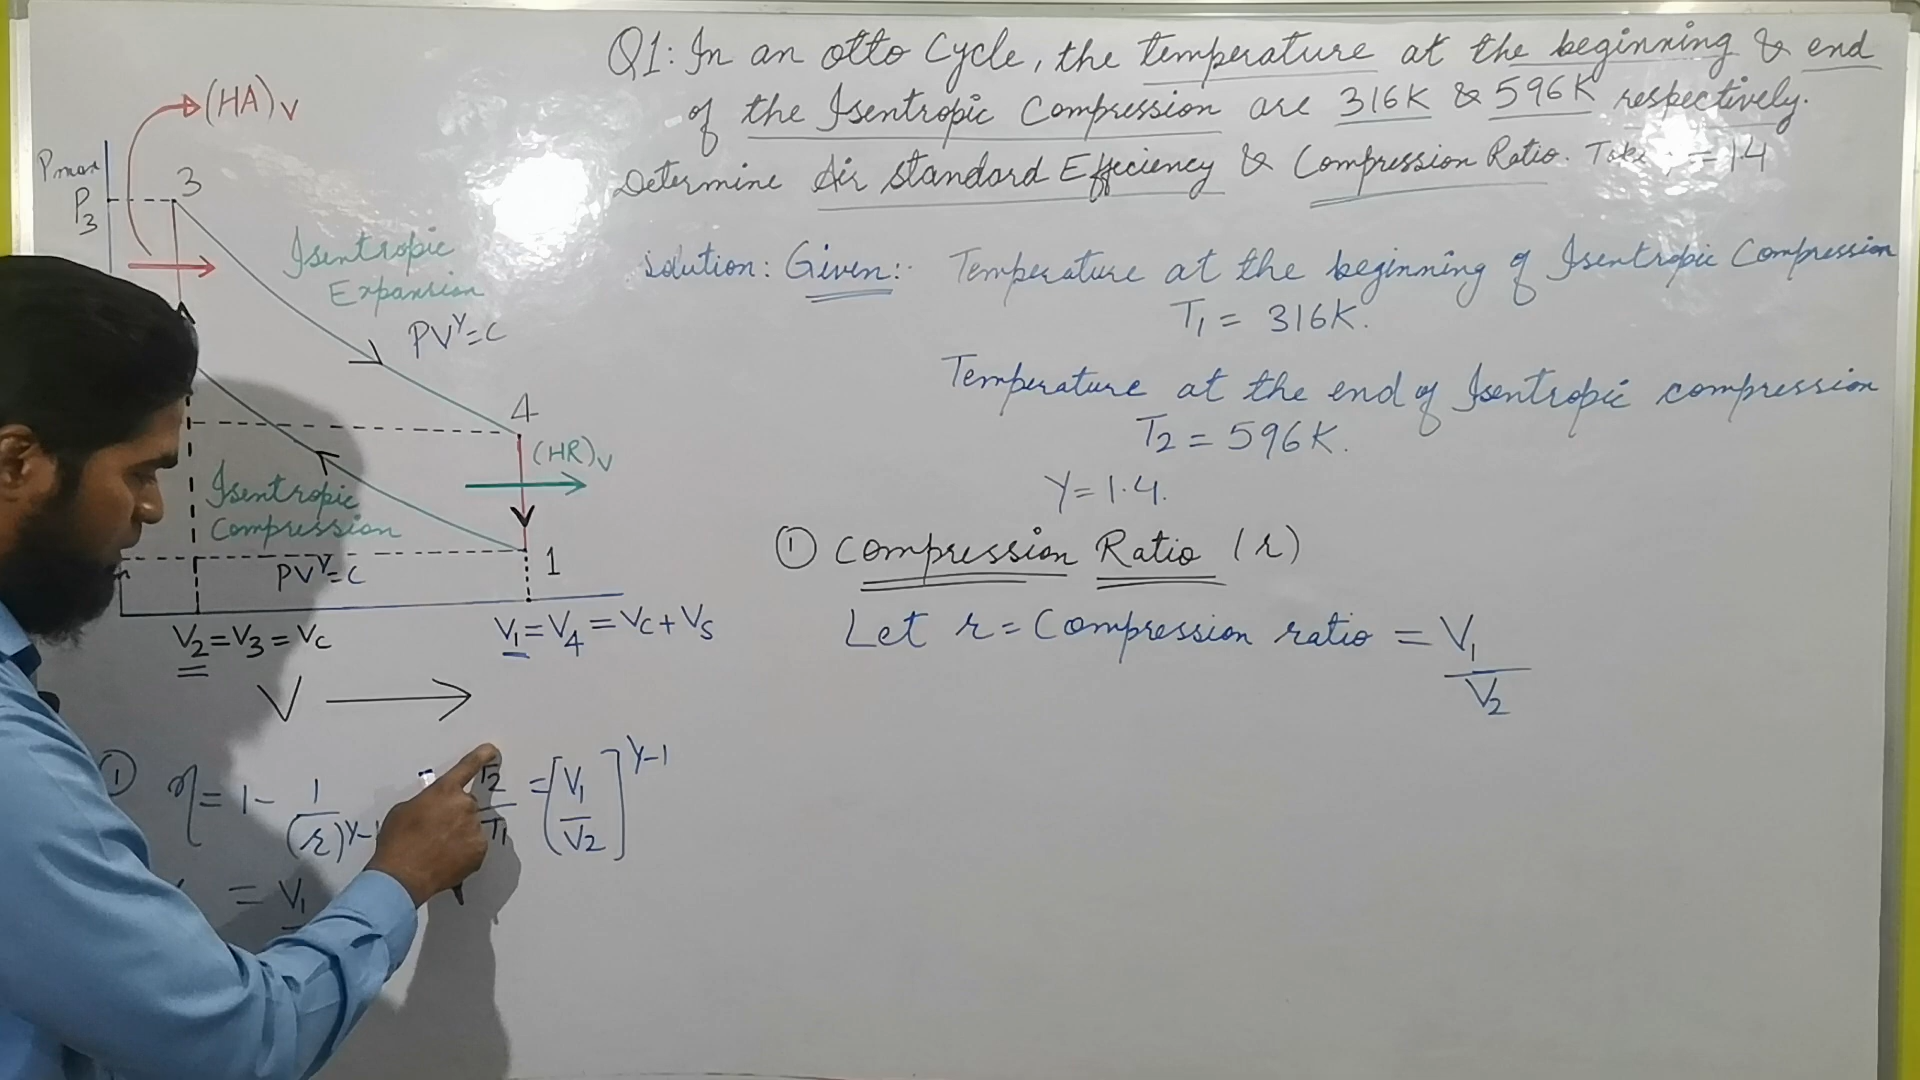 Q1: In an otto Cycle, the temperature at the beginning & end
of the Isentropic Compression are 316K & 596K respectively.
Determine Air standard Efficiency & Compression Ratio. Take = 1.4
(HA)V
Pmax
P3
3
Isentropic
Expansion
PVγ=C
4
(HR)V
Isentropic
Compression
PVγ=C
1
V2=V3=VC
V1=V4=VC+VS
V
Solution: Given:- Temperature at the beginning of Isentropic Compression
T1 = 316K.
Temperature at the end of Isentropic compression
T2 = 596K.
γ=1.4.
① Compression Ratio (r)
Let r = Compression ratio = V1
V2
① η = 1 - 1
(r)γ-1
T2 = [V1]γ-1
T1 [V2]
= V1